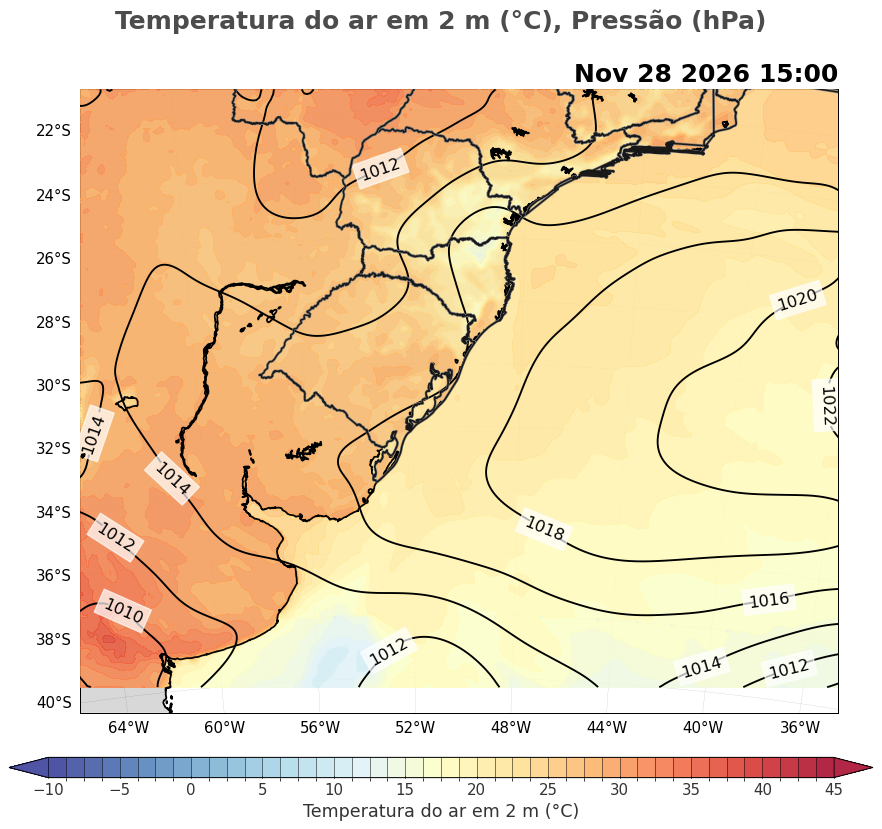 Temperatura do ar em 2 m (°C), Pressão (hPa)
Nov 28 2026 15:00
22°S
24°S
26°S
28°S
30°S
32°S
34°S
36°S
38°S
40°S
1012
1020
1022
1014
1014
1018
1012
1016
1010
1012
1014
1012
64°W 60°W 56°W 52°W 48°W 44°W 40°W 36°W
−10 −5 0 5 10 15 20 25 30 35 40 45
Temperatura do ar em 2 m (°C)